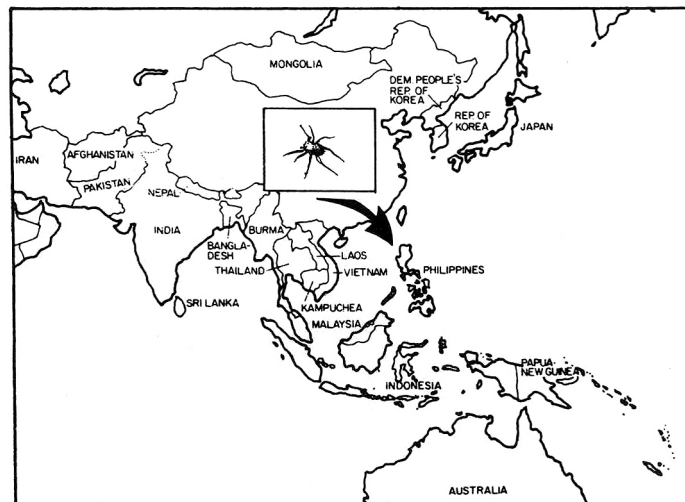 MONGOLIA
DEM PEOPLE'S
REP. OF
KOREA
REP. OF
KOREA
JAPAN
IRAN
AFGHANISTAN
PAKISTAN
NEPAL
INDIA
BANGLA-
DESH
BURMA
THAILAND
LAOS
VIETNAM
PHILIPPINES
SRI LANKA
KAMPUCHEA
MALAYSIA
INDONESIA
PAPUA-
NEW GUINEA
AUSTRALIA